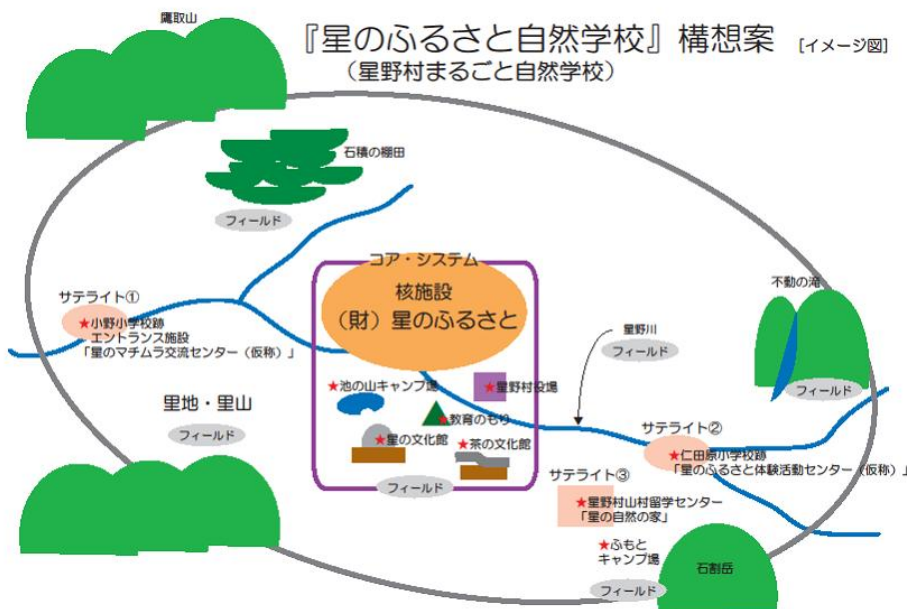 鷹取山
『星のふるさと自然学校』構想案 [イメージ図]
(星野村まるごと自然学校)
石積の棚田
フィールド
コア・システム
核施設
(財)星のふるさと
サテライト①
★小野小学校跡
エントランス施設
「星のマチムラ交流センター(仮称)」
不動の滝
フィールド
星野川
フィールド
★池の山キャンプ場
★星野村役場
★教育のもり
★星の文化館
★茶の文化館
フィールド
里地・里山
フィールド
サテライト②
★仁田原小学校跡
「星のふるさと体験活動センター(仮称)」
サテライト③
★星野村山村留学センター
「星の自然の家」
★ふもと
キャンプ場
フィールド
石割岳